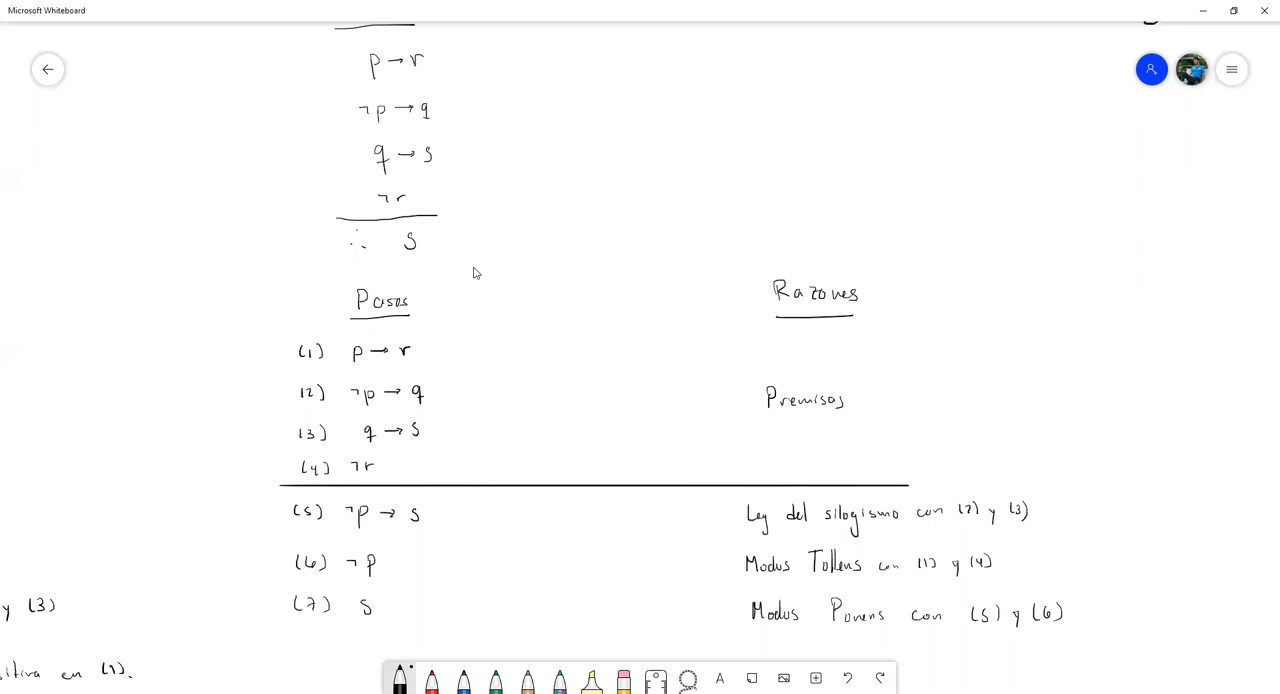 Microsoft Whiteboard
p → r
¬p → q
q → s
¬r
∴ s
Pasos Razones
(1) p → r
(2) ¬p → q Premisas
(3) q → s
(4) ¬r
(5) ¬p → s Ley del silogismo con (2) y (3)
(6) ¬p Modus Tollens con (1) y (4)
y (3) (7) s Modus Ponens con (5) y (6)
sitiva en (1).
A